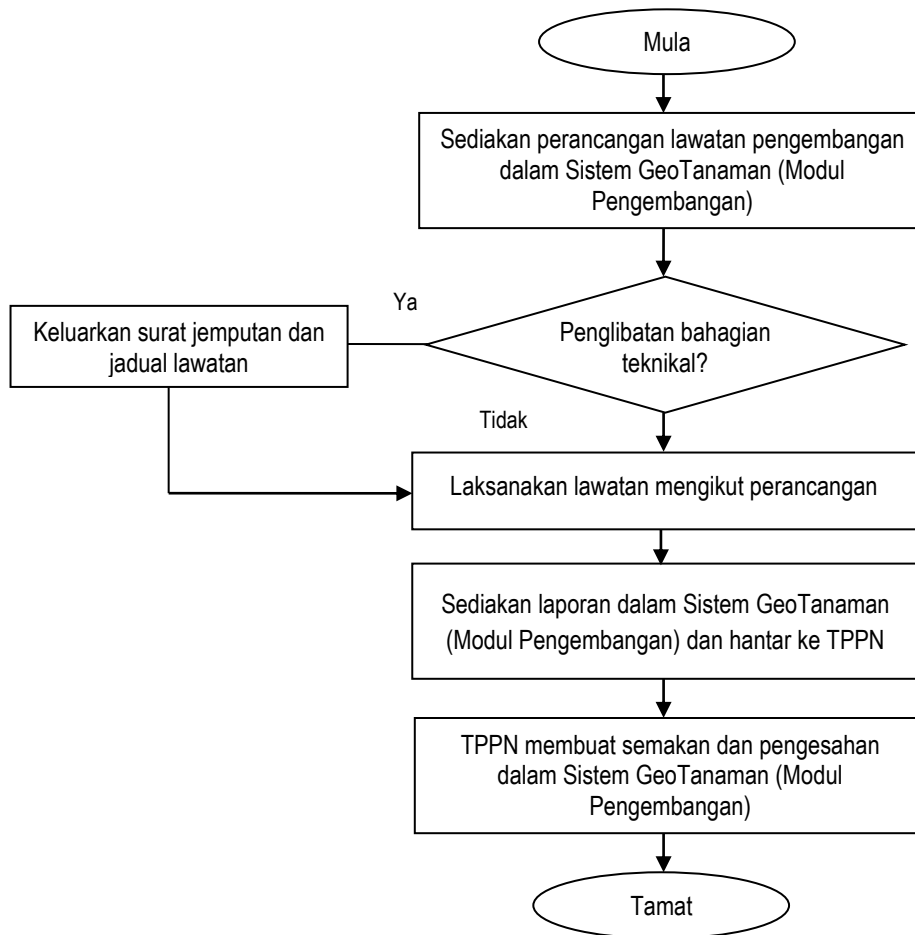 Mula
Sediakan perancangan lawatan pengembangan
dalam Sistem GeoTanaman (Modul
Pengembangan)
Ya
Keluarkan surat jemputan dan
jadual lawatan
Penglibatan bahagian
teknikal?
Tidak
Laksanakan lawatan mengikut perancangan
Sediakan laporan dalam Sistem GeoTanaman
(Modul Pengembangan) dan hantar ke TPPN
TPPN membuat semakan dan pengesahan
dalam Sistem GeoTanaman (Modul
Pengembangan)
Tamat